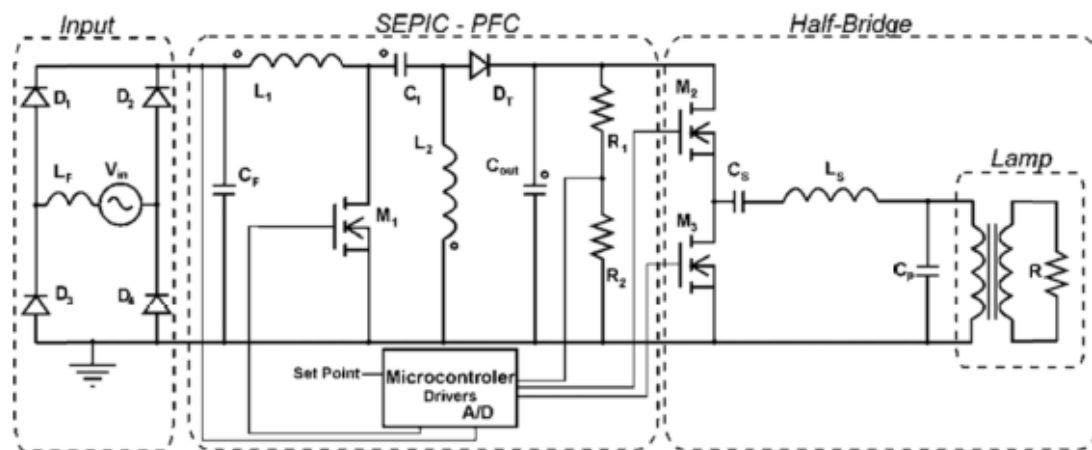 Input
SEPIC - PFC
Half-Bridge
D1
D2
LF
Vin
D3
D4
L1
CF
M1
C1
L2
DT
Cout
R1
R2
M2
M3
CS
LS
CP
Lamp
R
Set Point
Microcontroler
Drivers
A/D